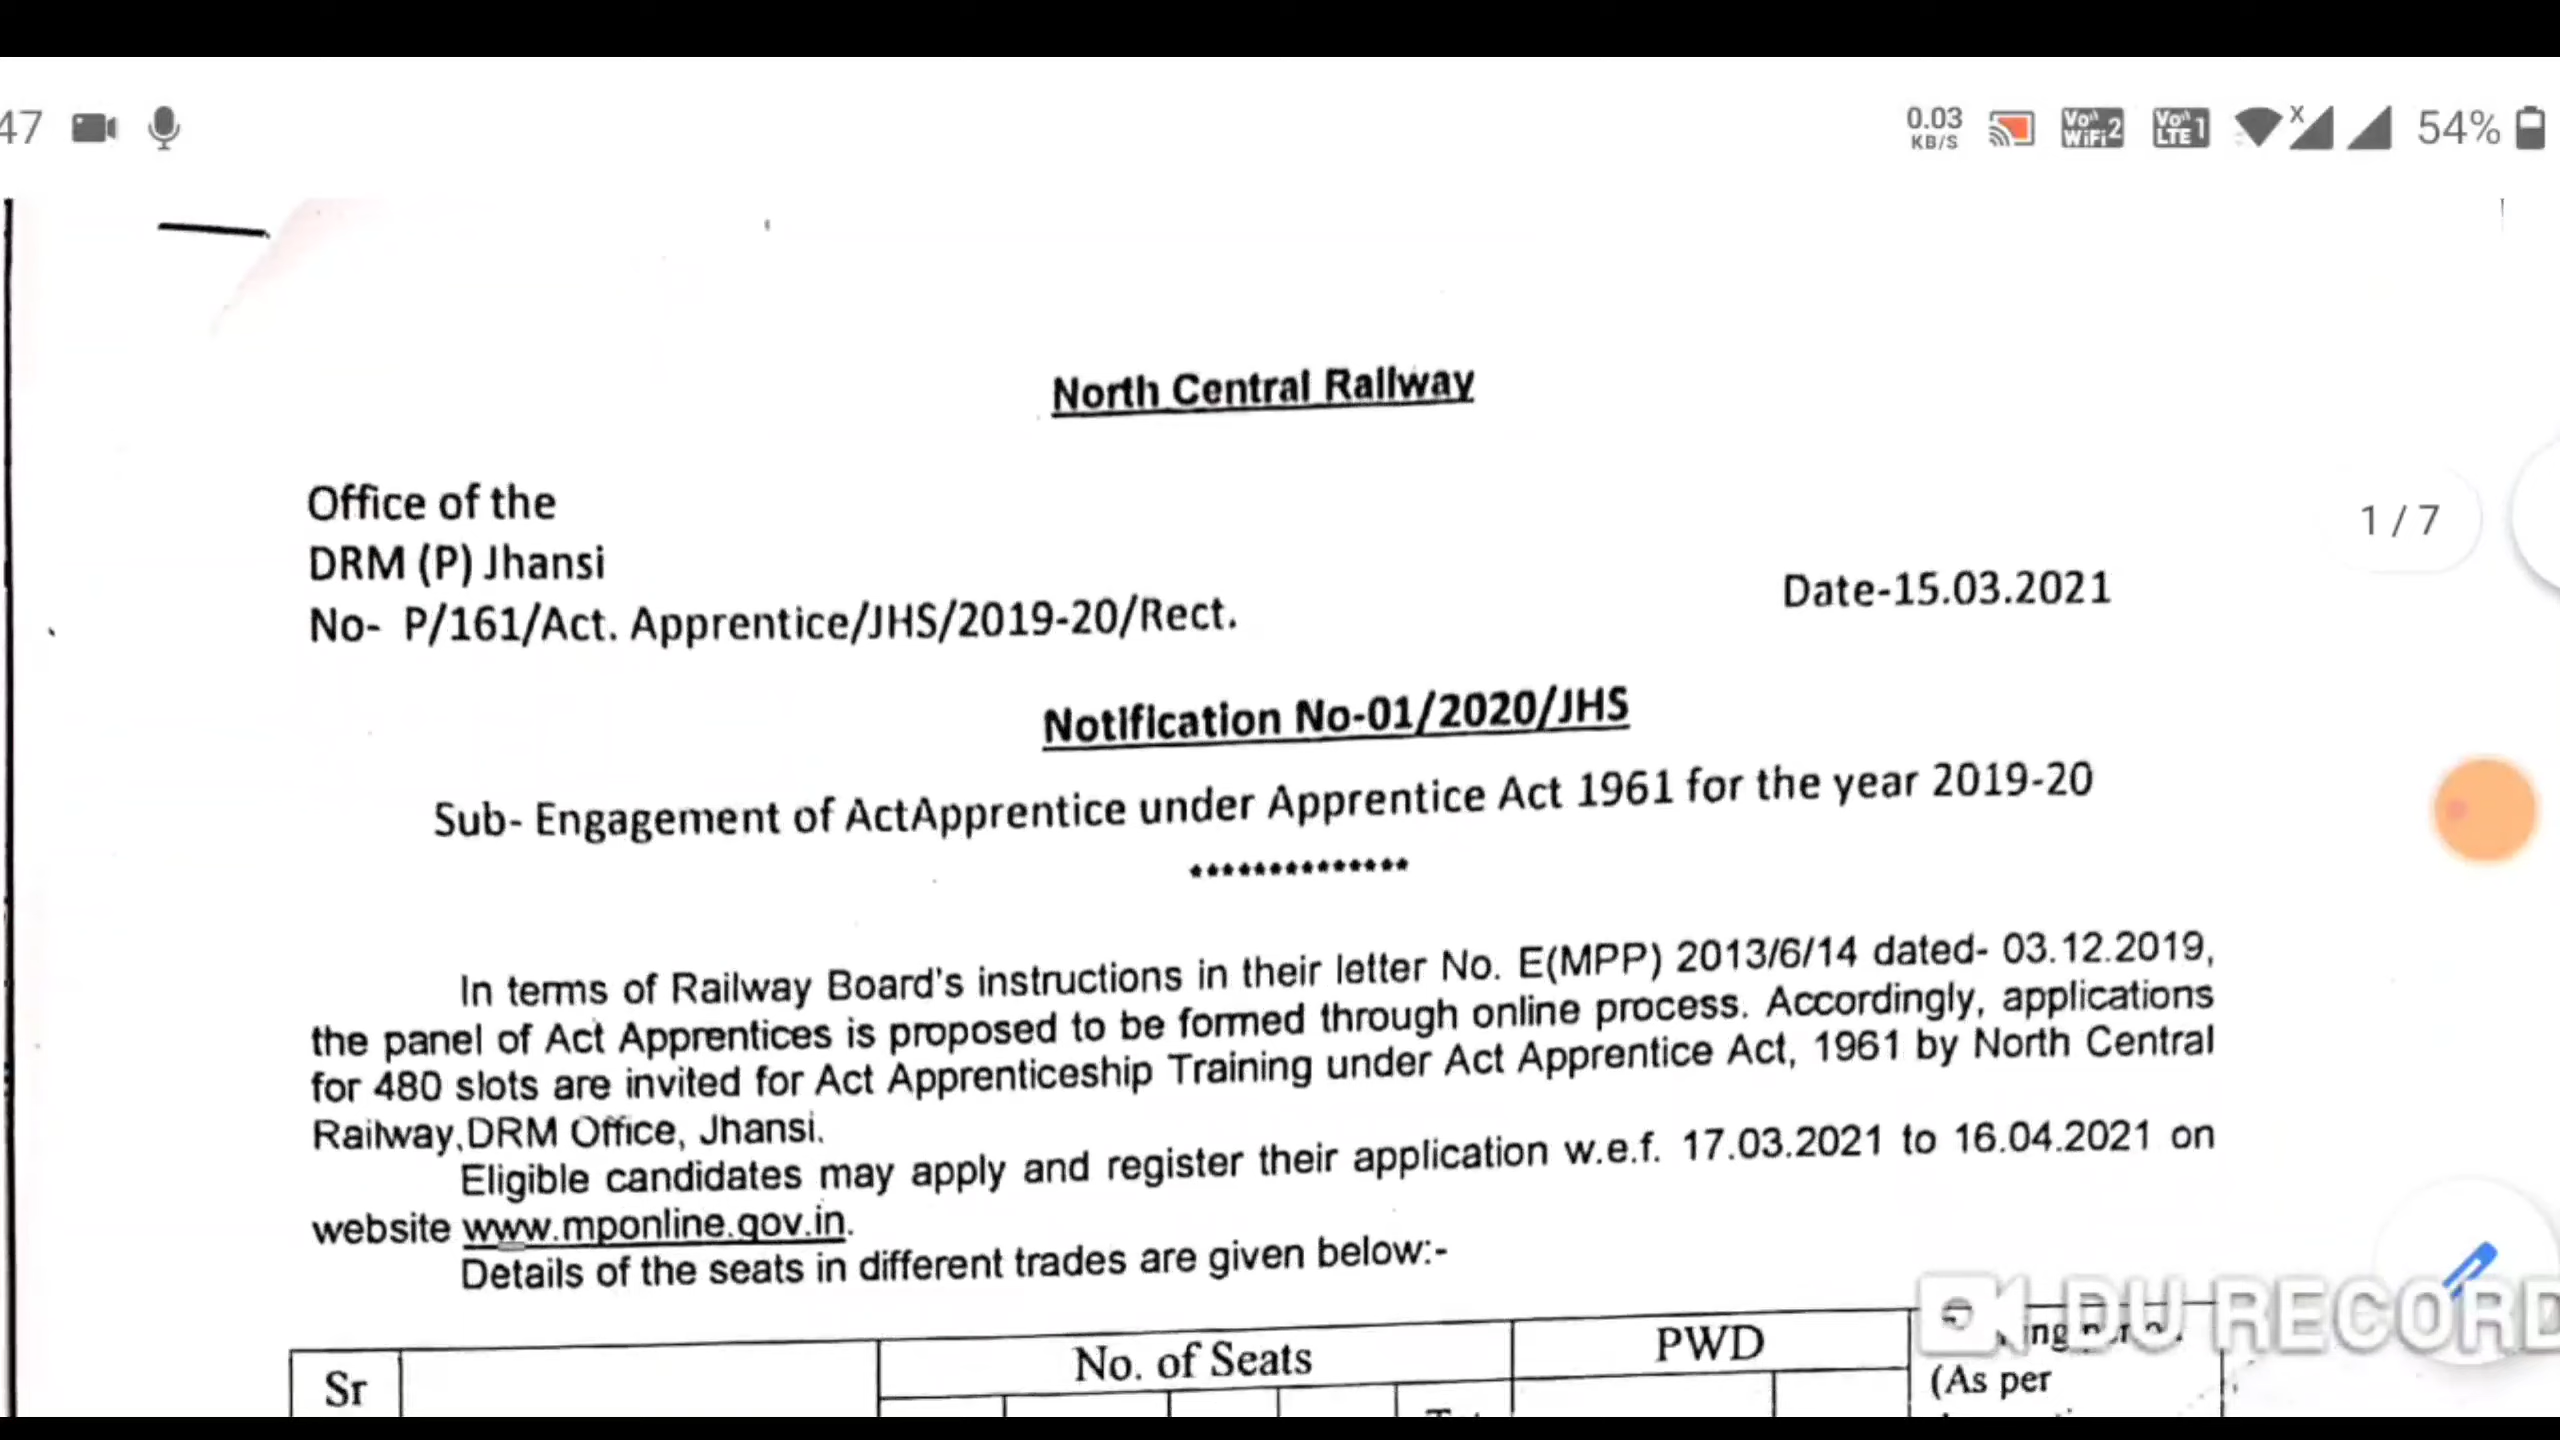 47
0.03
KB/S
Vo
WiFi 2
Vo
LTE 1
x
54%
North Central Railway
Office of the
DRM (P) Jhansi
No- P/161/Act. Apprentice/JHS/2019-20/Rect.
1 / 7
Date-15.03.2021
Notification No-01/2020/JHS
Sub- Engagement of ActApprentice under Apprentice Act 1961 for the year 2019-20
**************
In terms of Railway Board's instructions in their letter No. E(MPP) 2013/6/14 dated- 03.12.2019,
the panel of Act Apprentices is proposed to be formed through online process. Accordingly, applications
for 480 slots are invited for Act Apprenticeship Training under Act Apprentice Act, 1961 by North Central
Railway,DRM Office, Jhansi.
Eligible candidates may apply and register their application w.e.f. 17.03.2021 to 16.04.2021 on
website www.mponline.gov.in.
Details of the seats in different trades are given below:-
DU RECORD
Sr
No. of Seats
PWD
(As per